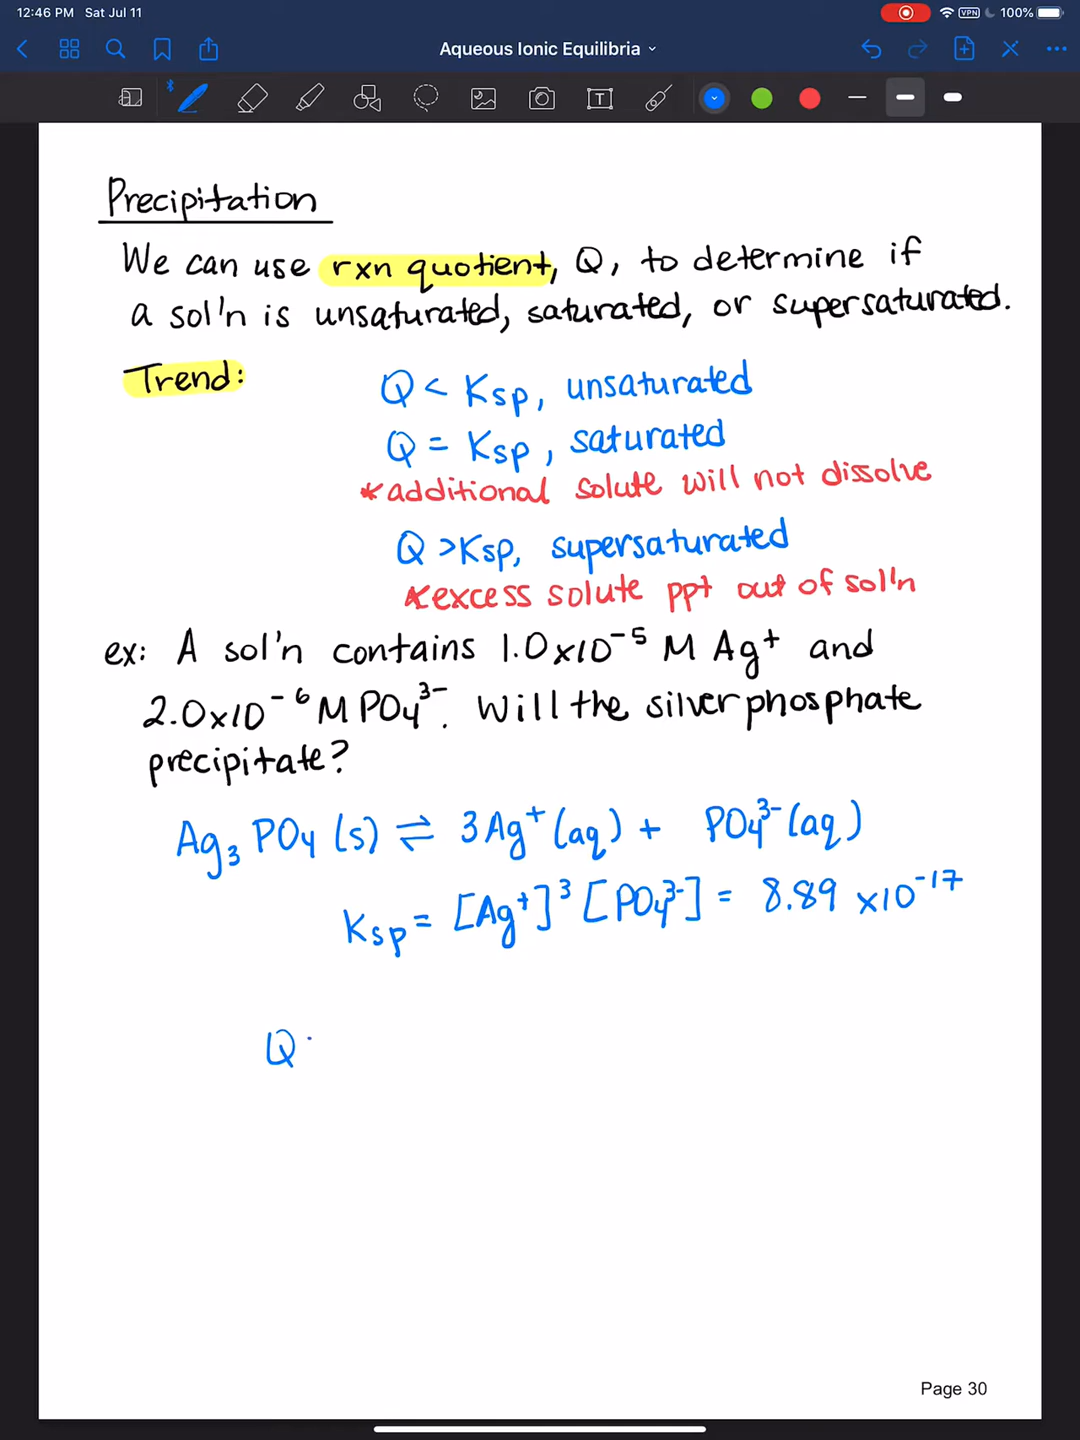 12:46 PM Sat Jul 11
VPN 100%
Aqueous Ionic Equilibria
T
Precipitation
We can use rxn quotient, Q, to determine if
a sol'n is unsaturated, saturated, or supersaturated.
Trend:
Q < Ksp, unsaturated
Q = Ksp, saturated
*additional solute will not dissolve
Q >Ksp, supersaturated
*excess solute ppt out of sol'n
ex: A sol'n contains 1.0x10⁻⁵ M Ag⁺ and
2.0x10⁻⁶ M PO₄³⁻. Will the silver phosphate
precipitate?
Ag₃PO₄(s) ⇌ 3Ag⁺(aq) + PO₄³⁻(aq)
Ksp = [Ag⁺]³[PO₄³⁻] = 8.89 x10⁻¹⁷
Q
Page 30